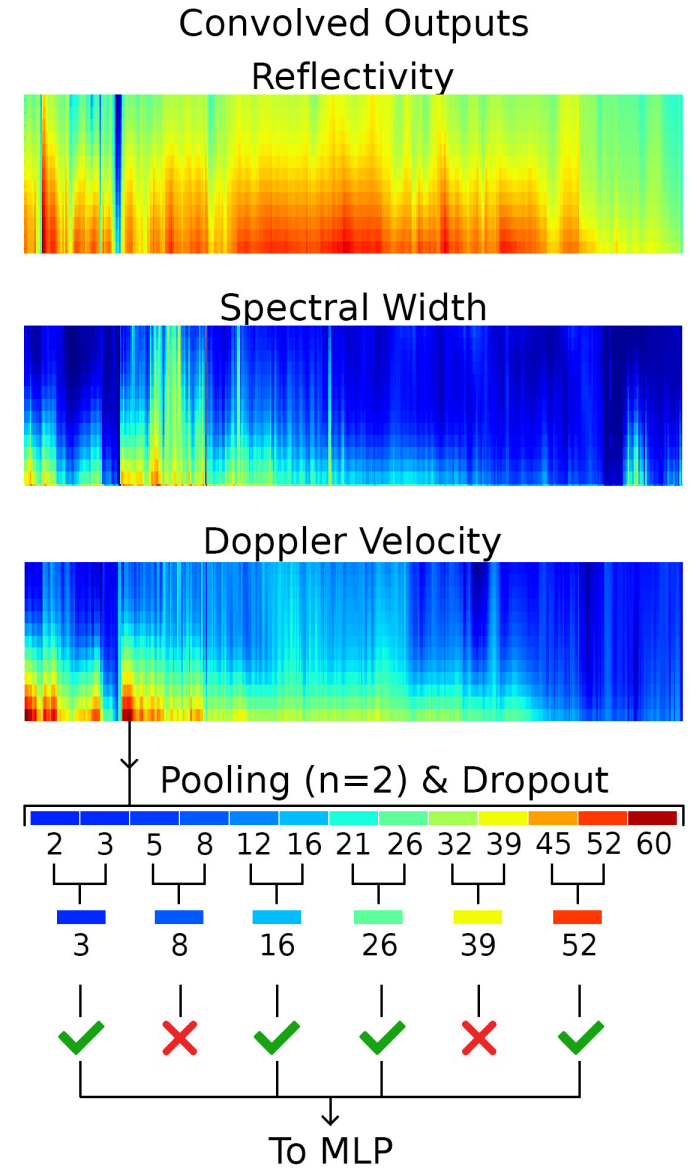 Convolved Outputs
Reflectivity
Spectral Width
Doppler Velocity
Pooling (n=2) & Dropout
2 3 5 8 12 16 21 26 32 39 45 52 60
3 8 16 26 39 52
To MLP